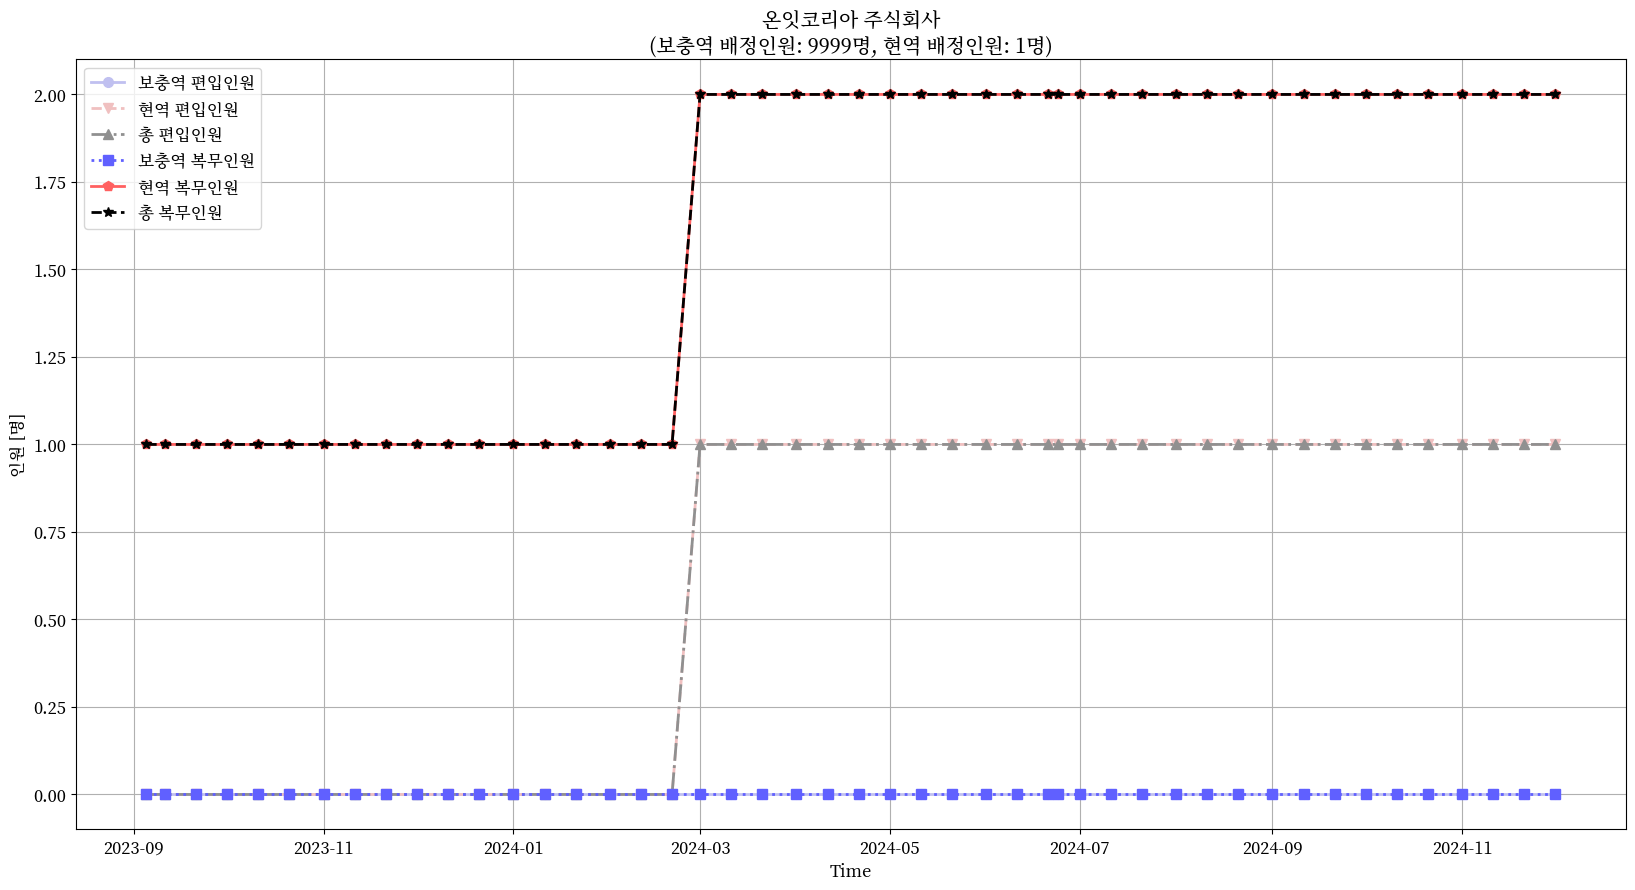 온잇코리아 주식회사
(보충역 배정인원: 9999명, 현역 배정인원: 1명)
보충역 편입인원
현역 편입인원
총 편입인원
보충역 복무인원
현역 복무인원
총 복무인원
2.00
1.75
1.50
1.25
1.00
0.75
0.50
0.25
0.00
인원 [명]
2023-09 2023-11 2024-01 2024-03 2024-05 2024-07 2024-09 2024-11
Time